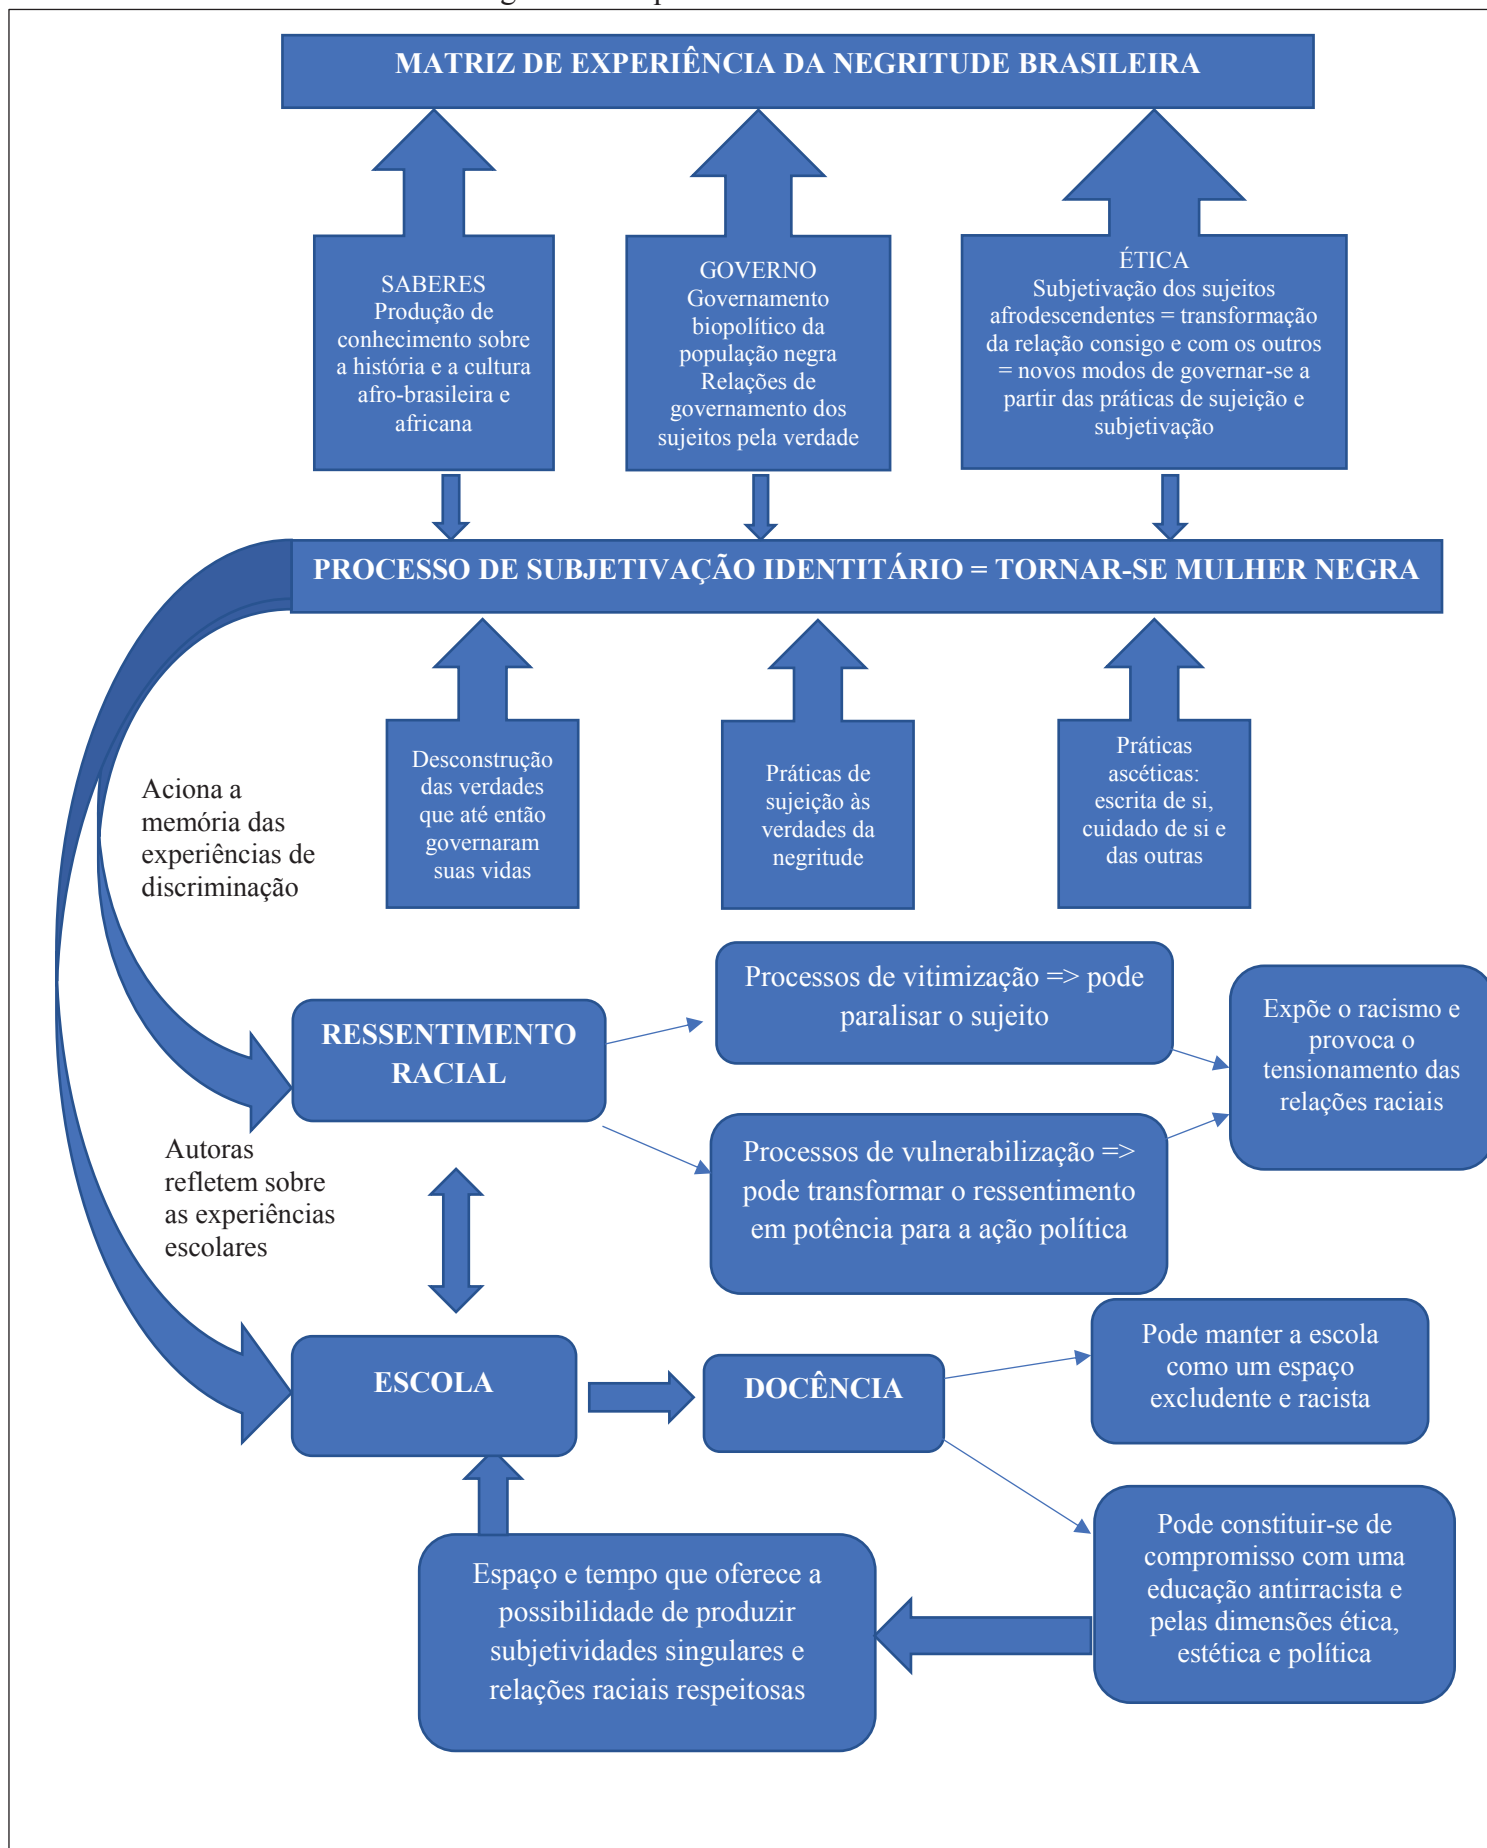 MATRIZ DE EXPERIÊNCIA DA NEGRITUDE BRASILEIRA
SABERES
Produção de
conhecimento sobre
a história e a cultura
afro-brasileira e
africana
GOVERNO
Governamento
biopolítico da
população negra
Relações de
governamento dos
sujeitos pela verdade
ÉTICA
Subjetivação dos sujeitos
afrodescendentes = transformação
da relação consigo e com os outros
= novos modos de governar-se a
partir das práticas de sujeição e
subjetivação
PROCESSO DE SUBJETIVAÇÃO IDENTITÁRIO = TORNAR-SE MULHER NEGRA
Desconstrução
das verdades
que até então
governaram
suas vidas
Práticas de
sujeição às
verdades da
negritude
Práticas
ascéticas:
escrita de si,
cuidado de si e
das outras
Aciona a
memória das
experiências de
discriminação
RESSENTIMENTO
RACIAL
Processos de vitimização => pode
paralisar o sujeito
Expõe o racismo e
provoca o
tensionamento das
relações raciais
Processos de vulnerabilização =>
pode transformar o ressentimento
em potência para a ação política
Autoras
refletem sobre
as experiências
escolares
ESCOLA
DOCÊNCIA
Pode manter a escola
como um espaço
excludente e racista
Pode constituir-se de
compromisso com uma
educação antirracista e
pelas dimensões ética,
estética e política
Espaço e tempo que oferece a
possibilidade de produzir
subjetividades singulares e
relações raciais respeitosas